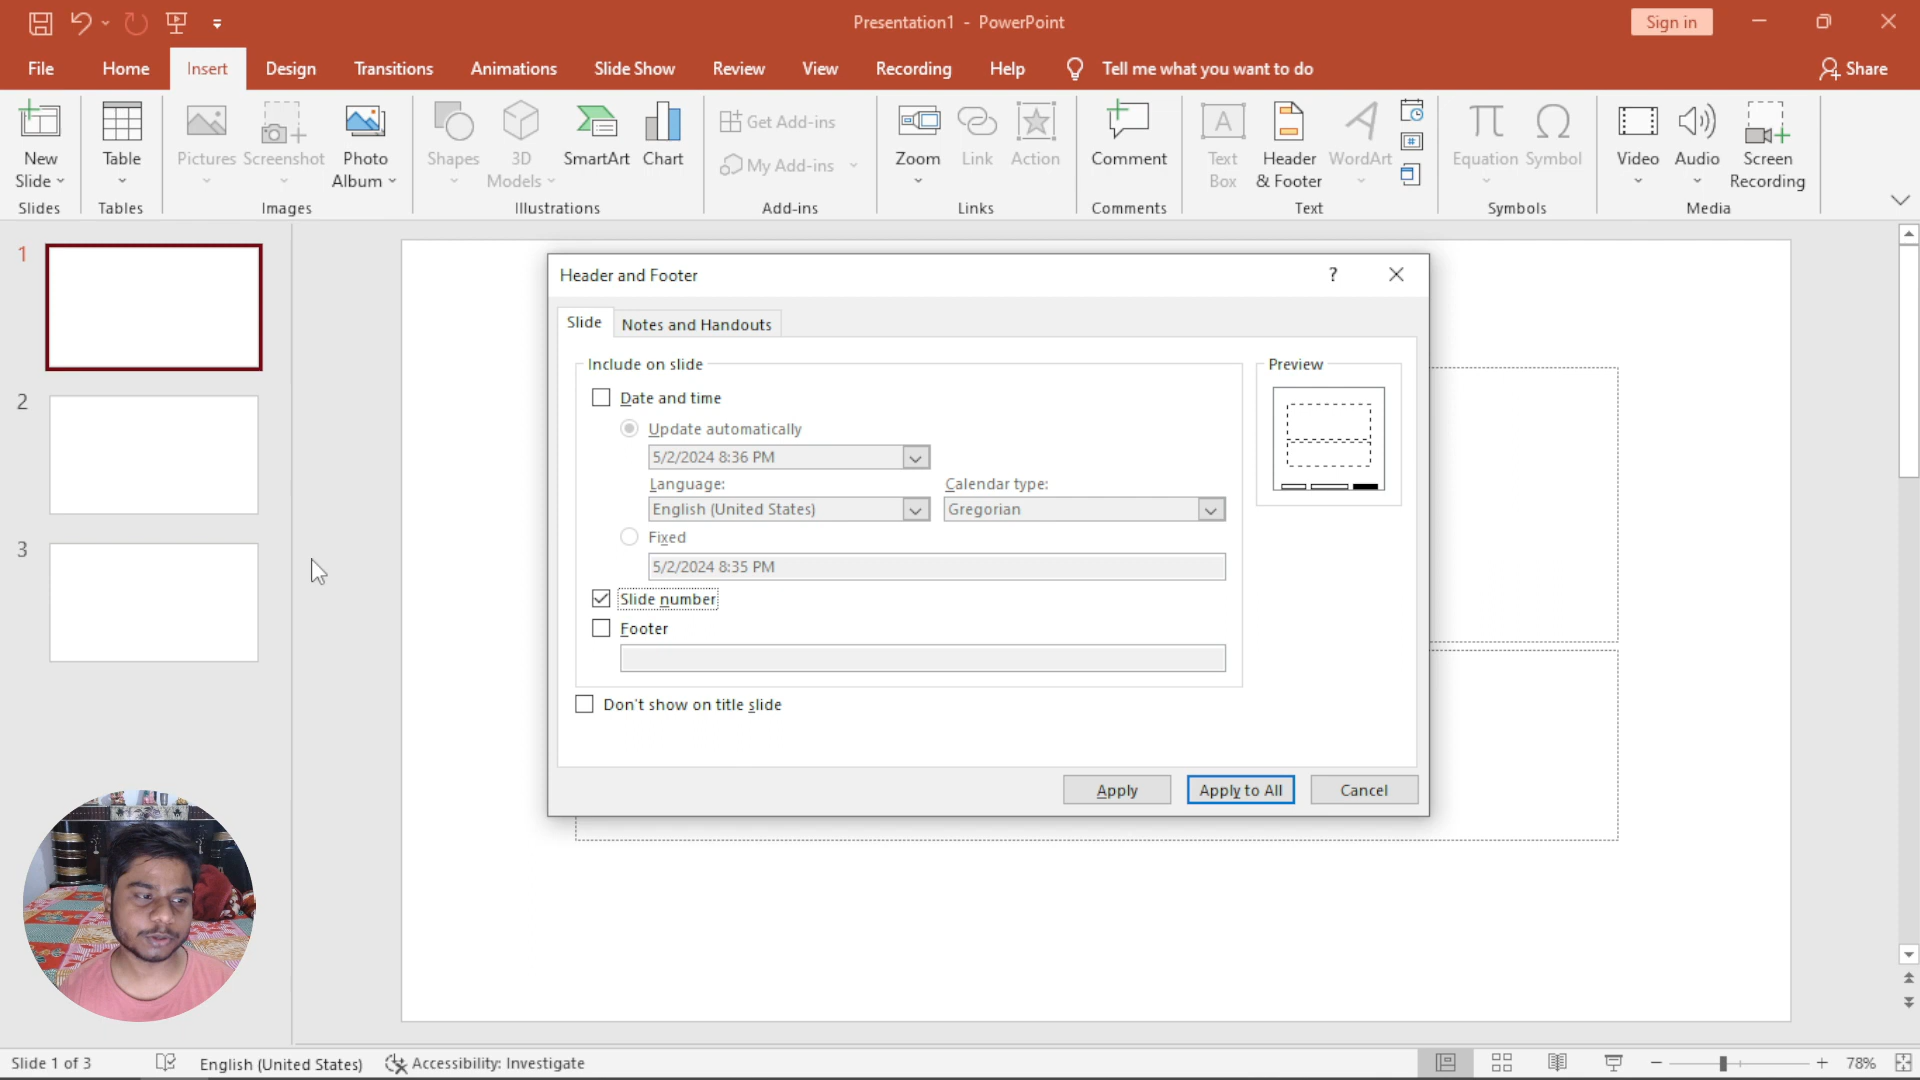 Presentation1 - PowerPoint
Sign in
File Home Insert Design Transitions Animations Slide Show Review View Recording Help Tell me what you want to do Share
New Slide
Table
Pictures
Screenshot
Photo Album
Shapes
3D Models
SmartArt
Chart
Get Add-ins
My Add-ins
Zoom
Link
Action
Comment
Text Box
Header & Footer
WordArt
Equation
Symbol
Video
Audio
Screen Recording
Slides Tables Images Illustrations Add-ins Links Comments Text Symbols Media
1
2
3
Header and Footer ?
Slide Notes and Handouts
Include on slide
Date and time
Update automatically
5/2/2024 8:36 PM
Language: Calendar type:
English (United States) Gregorian
Fixed
5/2/2024 8:35 PM
Slide number
Footer
Don't show on title slide
Preview
Apply Apply to All Cancel
Slide 1 of 3 English (United States) Accessibility: Investigate 78%